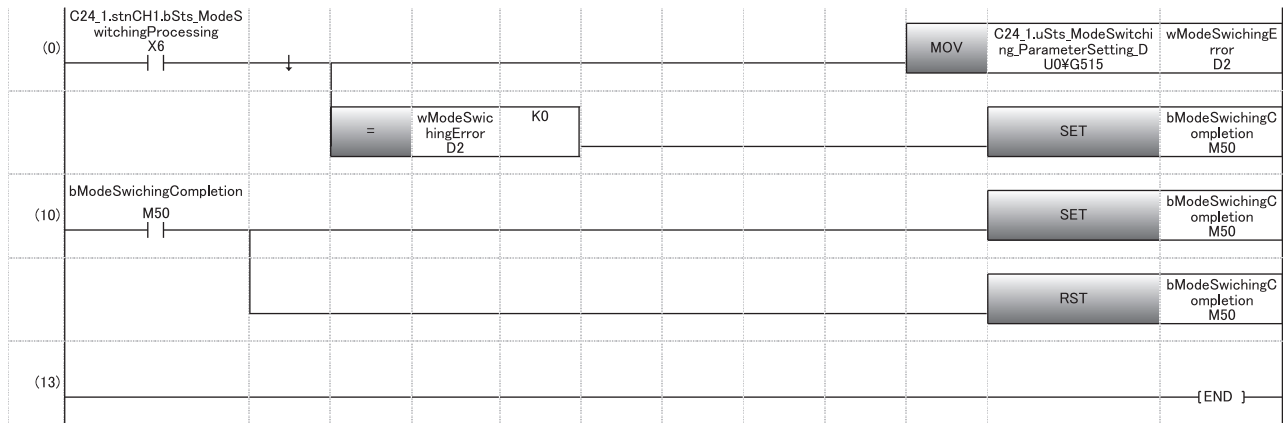 C24_1.stnCH1.bSts_ModeS
witchingProcessing
X6
(0)
MOV
C24_1.uSts_ModeSwitchi
ng_ParameterSetting_D
U0¥G515
wModeSwichingE
rror
D2
=
wModeSwic
hingError
D2
K0
SET
bModeSwichingC
ompletion
M50
bModeSwichingCompletion
(10)
M50
SET
bModeSwichingC
ompletion
M50
RST
bModeSwichingC
ompletion
M50
(13)
[END ]